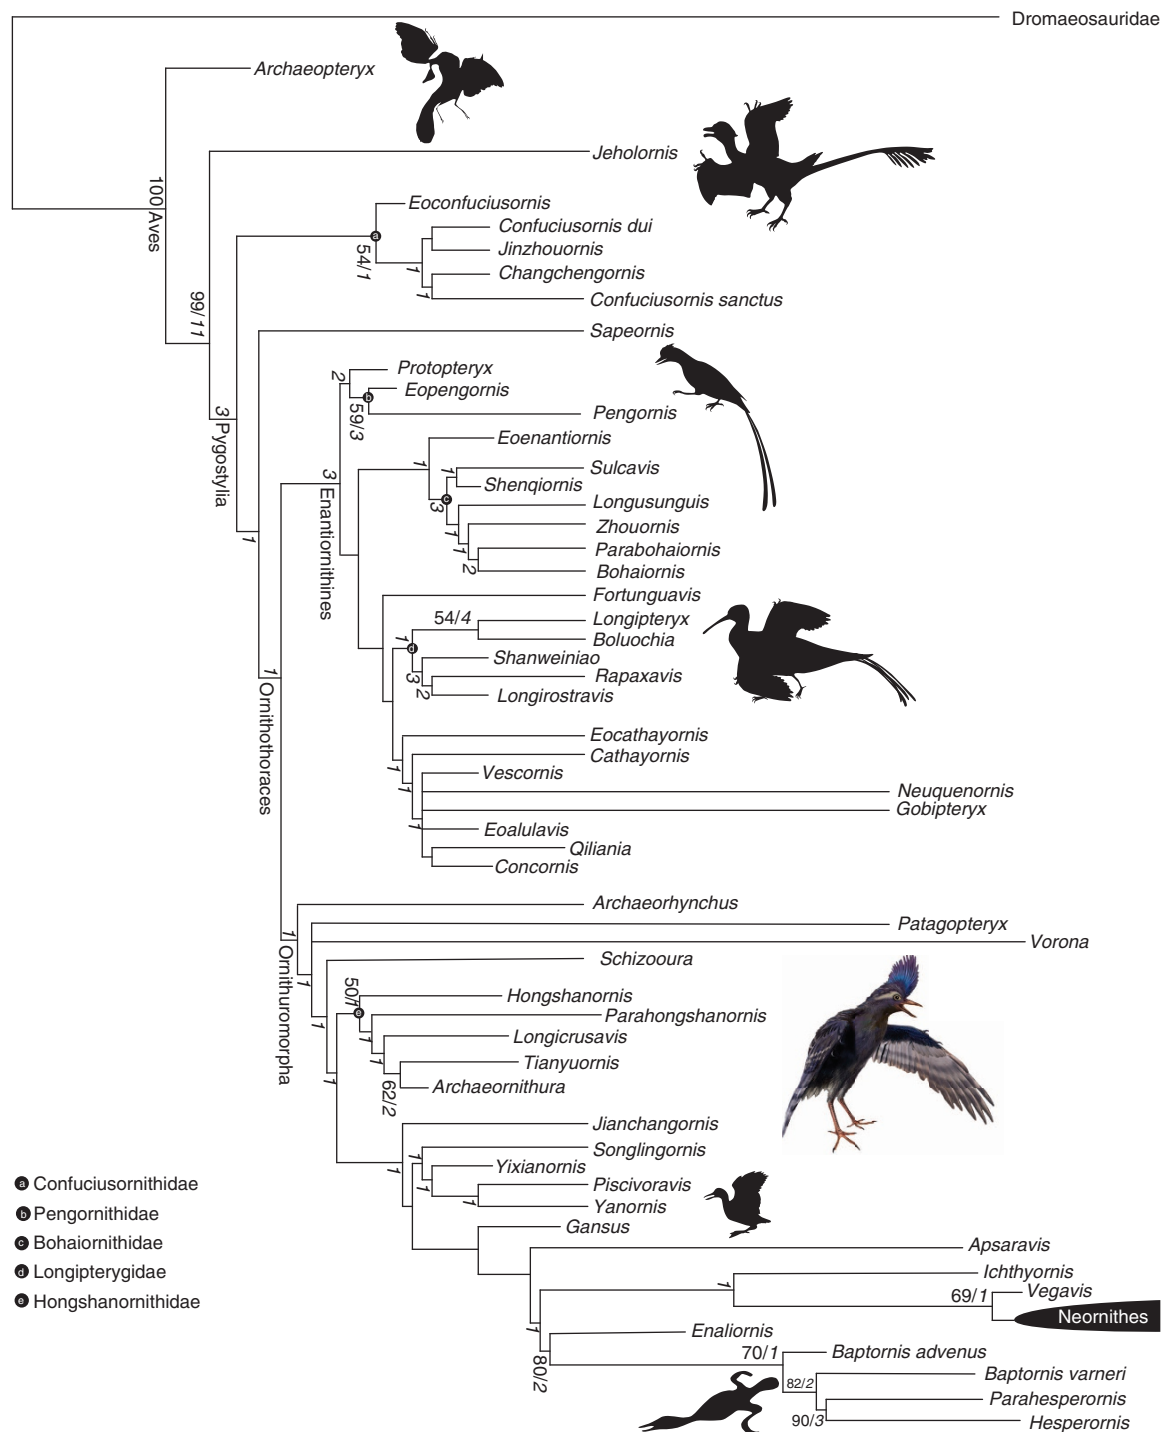 Dromaeosauridae
Archaeopteryx
Jeholornis
100 Aves
Eoconfuciusornis
a
Confuciusornis dui
54/1
Jinzhouornis
1
Changchengornis
1
Confuciusornis sanctus
99/11
Sapeornis
Protopteryx
2
Eopengornis
b
59/3
Pengornis
3 Pygostylia
Eoenantiornis
1
Sulcavis
1
Shenqiornis
3 Enantiornithines
c
3
Longusunguis
1
Zhouornis
1
Parabohaiornis
2
Bohaiornis
1
Fortunguavis
54/4
Longipteryx
Boluochia
1
d
Shanweiniao
3
Rapaxavis
2
Longirostravis
1 Ornithothoraces
Eocathayornis
Cathayornis
1
Vescornis
1
Neuquenornis
Gobipteryx
1
Eoalulavis
Qiliania
Concornis
Archaeorhynchus
Patagopteryx
1 Ornithuromorpha
Vorona
Schizooura
1
50/1
Hongshanornis
e
Parahongshanornis
1
1
Longicrusavis
1
Tianyuornis
1
62/2
Archaeornithura
Jianchangornis
Songlingornis
1
Yixianornis
1
1
Piscivoravis
1
Yanornis
Gansus
Apsaravis
Ichthyornis
1
69/1
Vegavis
Neornithes
1
Enaliornis
80/2
70/1
Baptornis advenus
82/2
Baptornis varneri
Parahesperornis
90/3
Hesperornis
a Confuciusornithidae
b Pengornithidae
c Bohaiornithidae
d Longipterygidae
e Hongshanornithidae